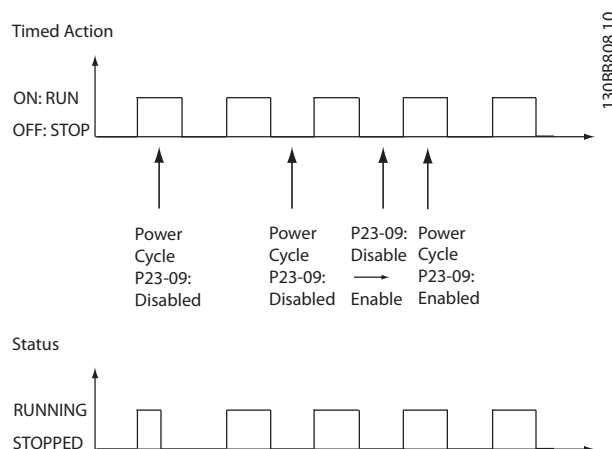 Timed Action
130BB808.10
ON: RUN
OFF: STOP
Power
Cycle
P23-09:
Disabled
Power
Cycle
P23-09:
Disabled
P23-09:
Disable
Enable
Power
Cycle
P23-09:
Enabled
Status
RUNNING
STOPPED